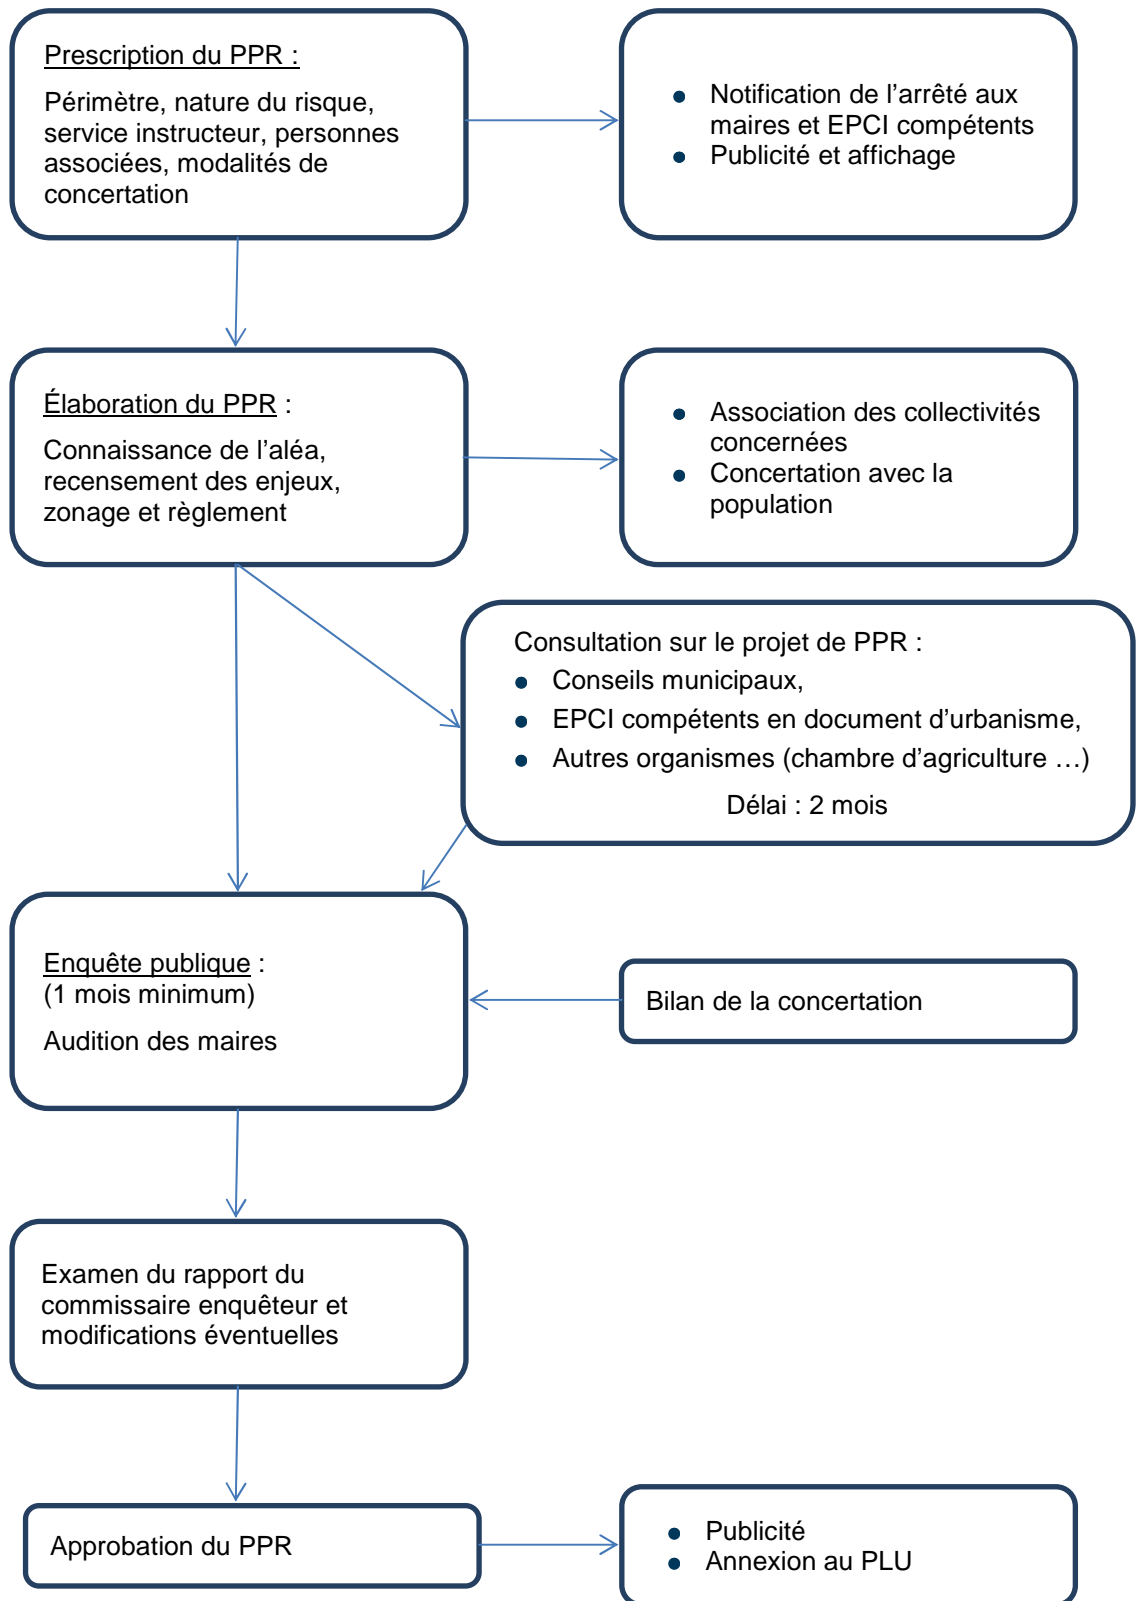 Prescription du PPR :
Périmètre, nature du risque,
service instructeur, personnes
associées, modalités de
concertation
● Notification de l’arrêté aux
maires et EPCI compétents
● Publicité et affichage
Élaboration du PPR :
Connaissance de l’aléa,
recensement des enjeux,
zonage et règlement
● Association des collectivités
concernées
● Concertation avec la
population
Consultation sur le projet de PPR :
● Conseils municipaux,
● EPCI compétents en document d’urbanisme,
● Autres organismes (chambre d’agriculture …)
Délai : 2 mois
Enquête publique :
(1 mois minimum)
Audition des maires
Bilan de la concertation
Examen du rapport du
commissaire enquêteur et
modifications éventuelles
Approbation du PPR
● Publicité
● Annexion au PLU